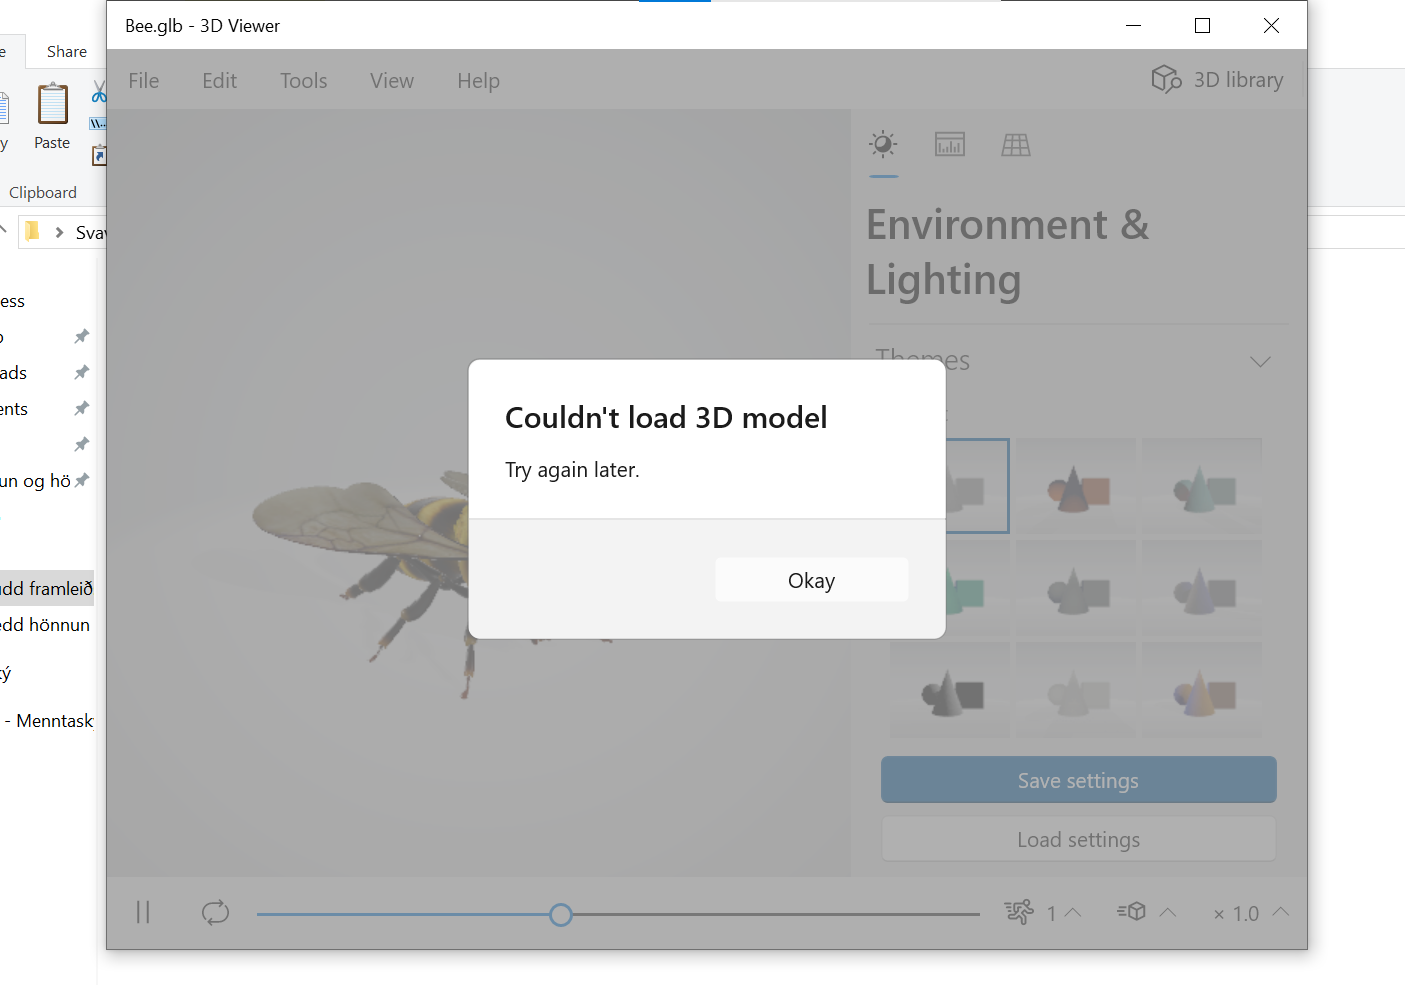 Bee.glb - 3D Viewer
Share
File Edit Tools View Help
3D library
Paste
Clipboard
Environment &
Lighting
Themes
ess
ads
ents
un og hö
dd framleið
edd hönnun
- Menntask
Couldn't load 3D model
Try again later.
Okay
Save settings
Load settings
1
× 1.0